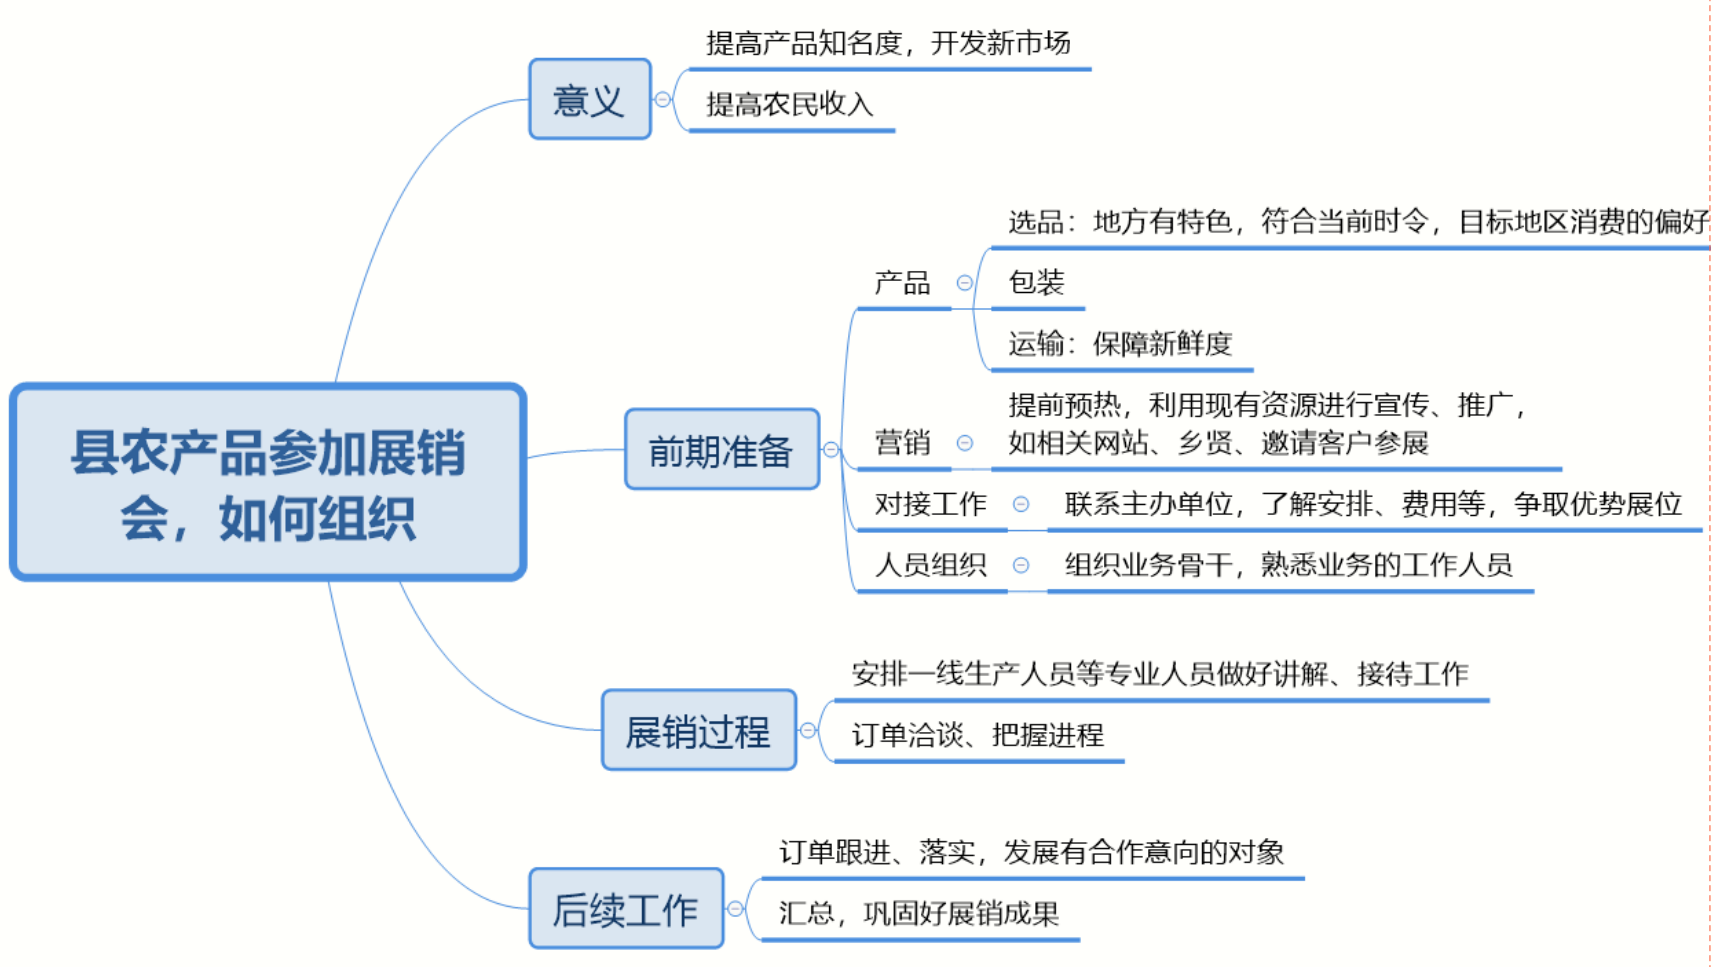 县农产品参加展销
会，如何组织
意义
提高产品知名度，开发新市场
提高农民收入
前期准备
产品
选品：地方有特色，符合当前时令，目标地区消费的偏好
包装
运输：保障新鲜度
营销
提前预热，利用现有资源进行宣传、推广，
如相关网站、乡贤、邀请客户参展
对接工作
联系主办单位，了解安排、费用等，争取优势展位
人员组织
组织业务骨干，熟悉业务的工作人员
展销过程
安排一线生产人员等专业人员做好讲解、接待工作
订单洽谈、把握进程
后续工作
订单跟进、落实，发展有合作意向的对象
汇总，巩固好展销成果